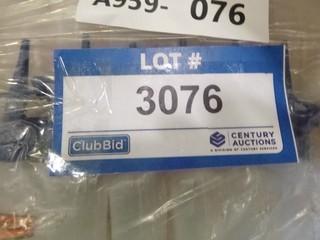 A959- 076
LOT #
3076
ClubBid
CENTURY
AUCTIONS
A DIVISION OF CENTURY SERVICES